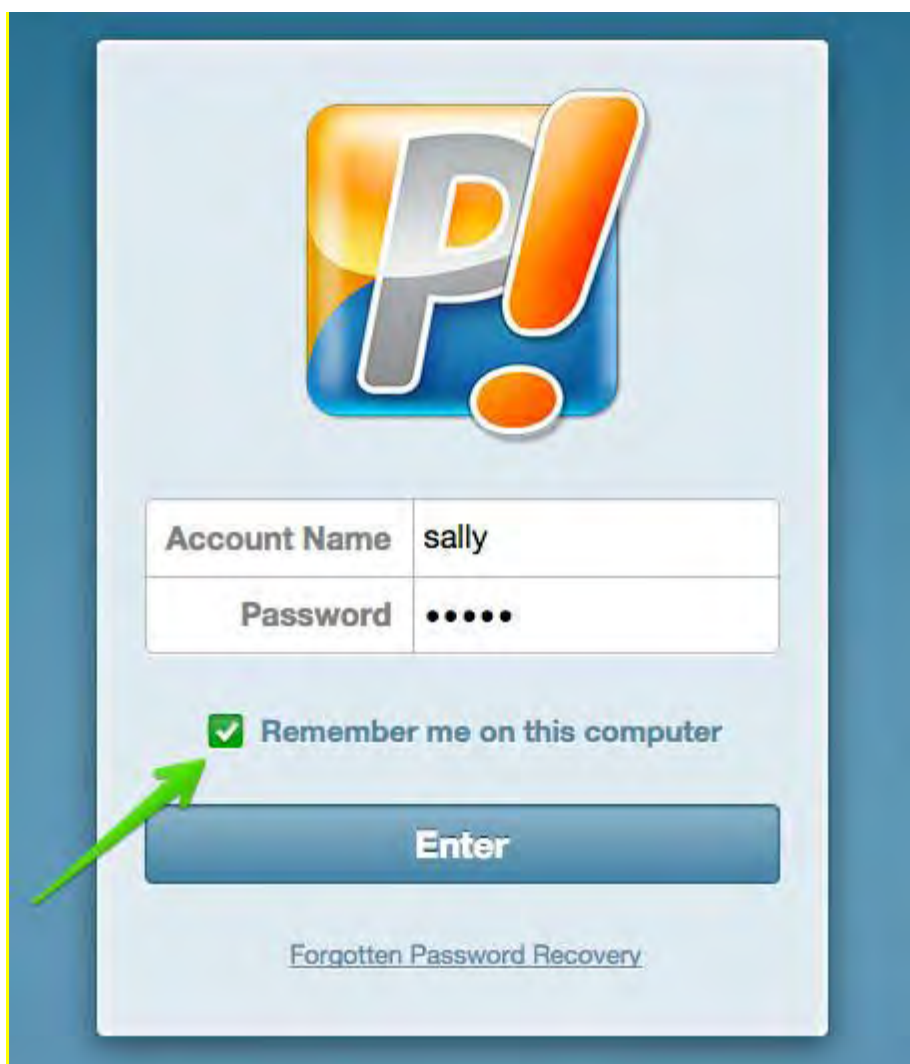 P!
Account Name sally
Password •••••
Remember me on this computer
Enter
Forgotten Password Recovery